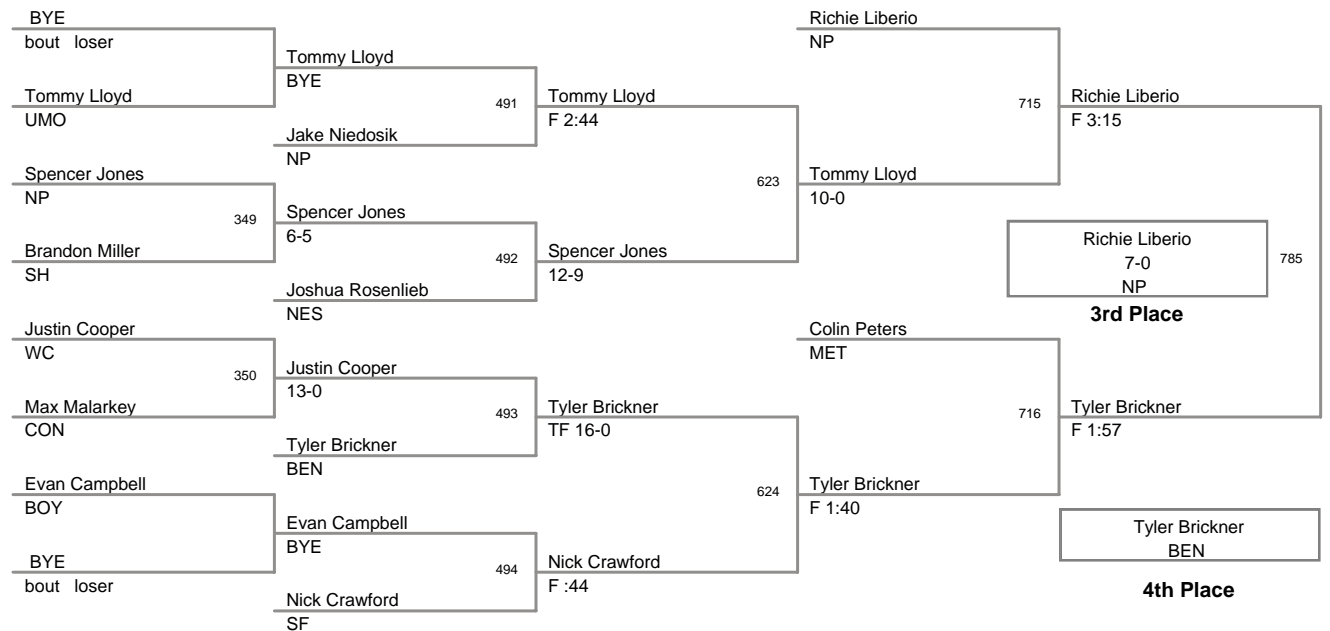 BYE
bout loser
Tommy Lloyd
UMO
Spencer Jones
NP
349
Brandon Miller
SH
Justin Cooper
WC
350
Max Malarkey
CON
Evan Campbell
BOY
BYE
bout loser
Tommy Lloyd
BYE
491
Jake Niedosik
NP
Spencer Jones
6-5
492
Joshua Rosenlieb
NES
Justin Cooper
13-0
493
Tyler Brickner
BEN
Evan Campbell
BYE
494
Nick Crawford
SF
Tommy Lloyd
F 2:44
623
Spencer Jones
12-9
Tyler Brickner
TF 16-0
624
Nick Crawford
F :44
Richie Liberio
NP
715
Tommy Lloyd
10-0
Colin Peters
MET
716
Tyler Brickner
F 1:40
Richie Liberio
F 3:15
Richie Liberio
7-0
NP
785
3rd Place
Tyler Brickner
F 1:57
Tyler Brickner
BEN
4th Place